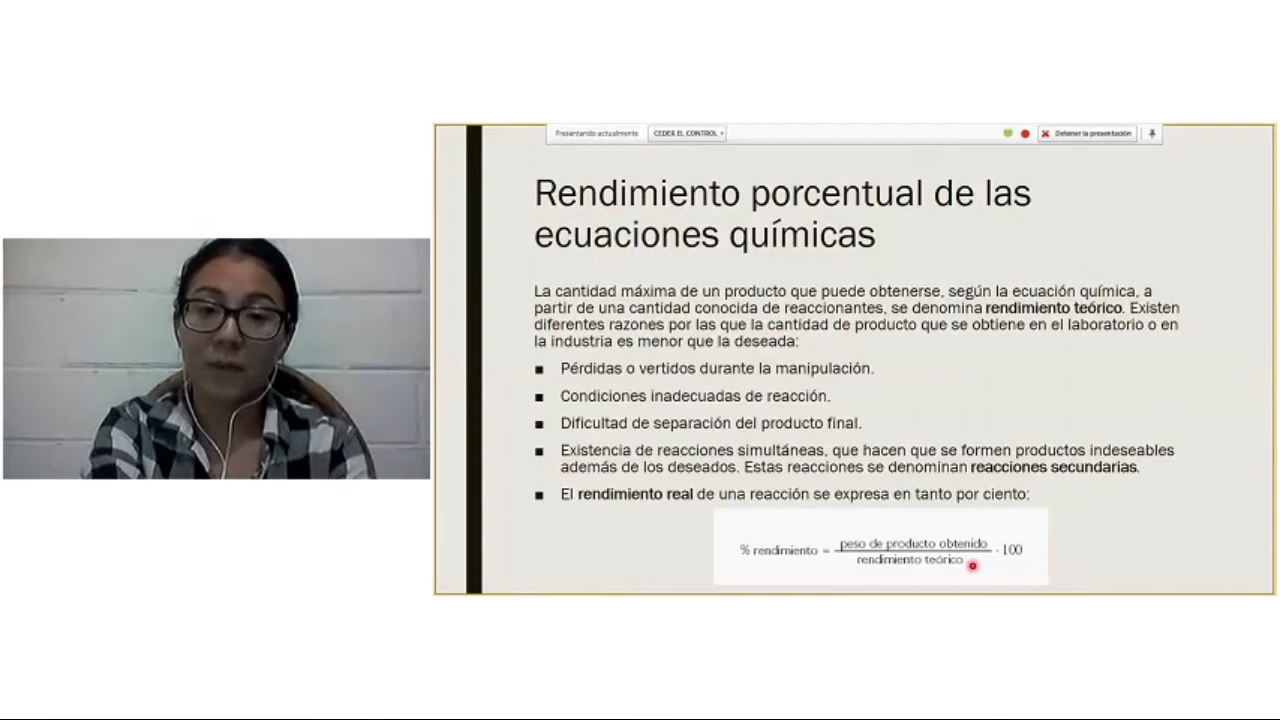 Presentando actualmente CEDER EL CONTROL Detener la presentación
Rendimiento porcentual de las
ecuaciones químicas
La cantidad máxima de un producto que puede obtenerse, según la ecuación química, a
partir de una cantidad conocida de reaccionantes, se denomina rendimiento teórico. Existen
diferentes razones por las que la cantidad de producto que se obtiene en el laboratorio o en
la industria es menor que la deseada:
■ Pérdidas o vertidos durante la manipulación.
■ Condiciones inadecuadas de reacción.
■ Dificultad de separación del producto final.
■ Existencia de reacciones simultáneas, que hacen que se formen productos indeseables
además de los deseados. Estas reacciones se denominan reacciones secundarias.
■ El rendimiento real de una reacción se expresa en tanto por ciento:
peso de producto obtenido
% rendimiento = · 100
rendimiento teórico